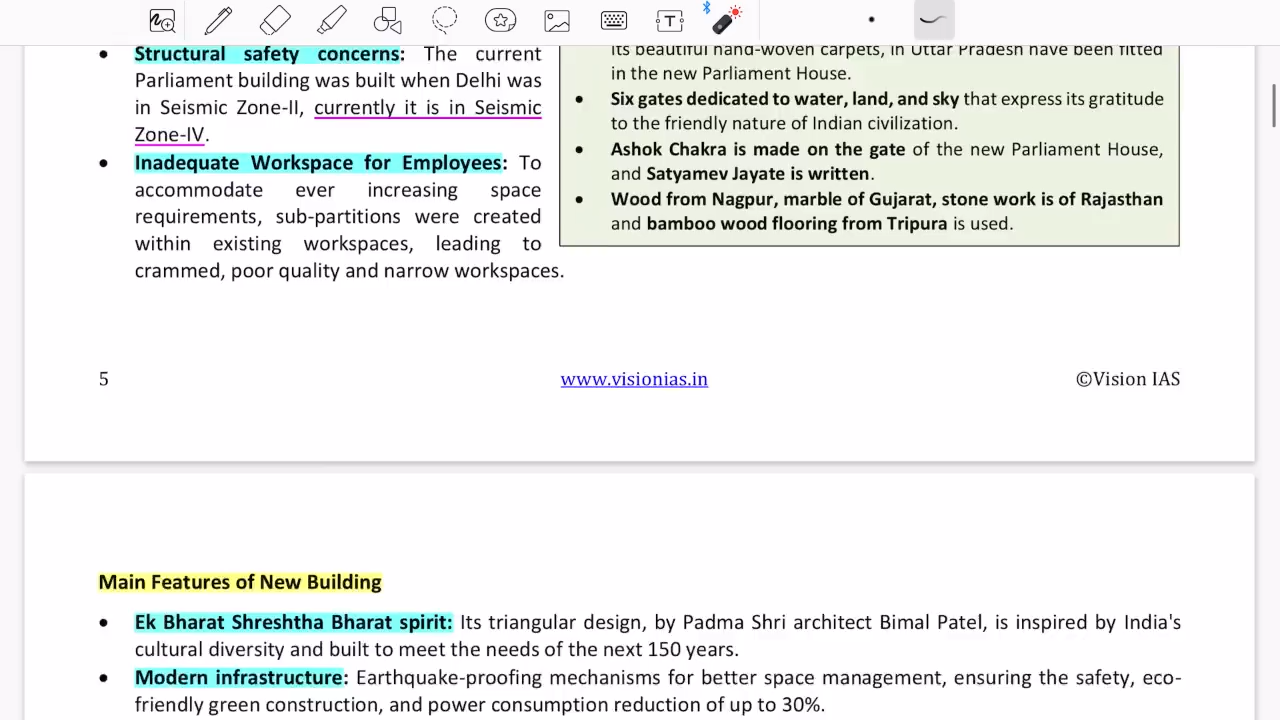 • Structural safety concerns: The current
Parliament building was built when Delhi was
in Seismic Zone-II, currently it is in Seismic
Zone-IV.
• Inadequate Workspace for Employees: To
accommodate ever increasing space
requirements, sub-partitions were created
within existing workspaces, leading to
crammed, poor quality and narrow workspaces.
its beautiful hand-woven carpets, in Uttar Pradesh have been fitted
in the new Parliament House.
• Six gates dedicated to water, land, and sky that express its gratitude
to the friendly nature of Indian civilization.
• Ashok Chakra is made on the gate of the new Parliament House,
and Satyamev Jayate is written.
• Wood from Nagpur, marble of Gujarat, stone work is of Rajasthan
and bamboo wood flooring from Tripura is used.
5 www.visionias.in ©Vision IAS
Main Features of New Building
• Ek Bharat Shreshtha Bharat spirit: Its triangular design, by Padma Shri architect Bimal Patel, is inspired by India's
cultural diversity and built to meet the needs of the next 150 years.
• Modern infrastructure: Earthquake-proofing mechanisms for better space management, ensuring the safety, eco-
friendly green construction, and power consumption reduction of up to 30%.